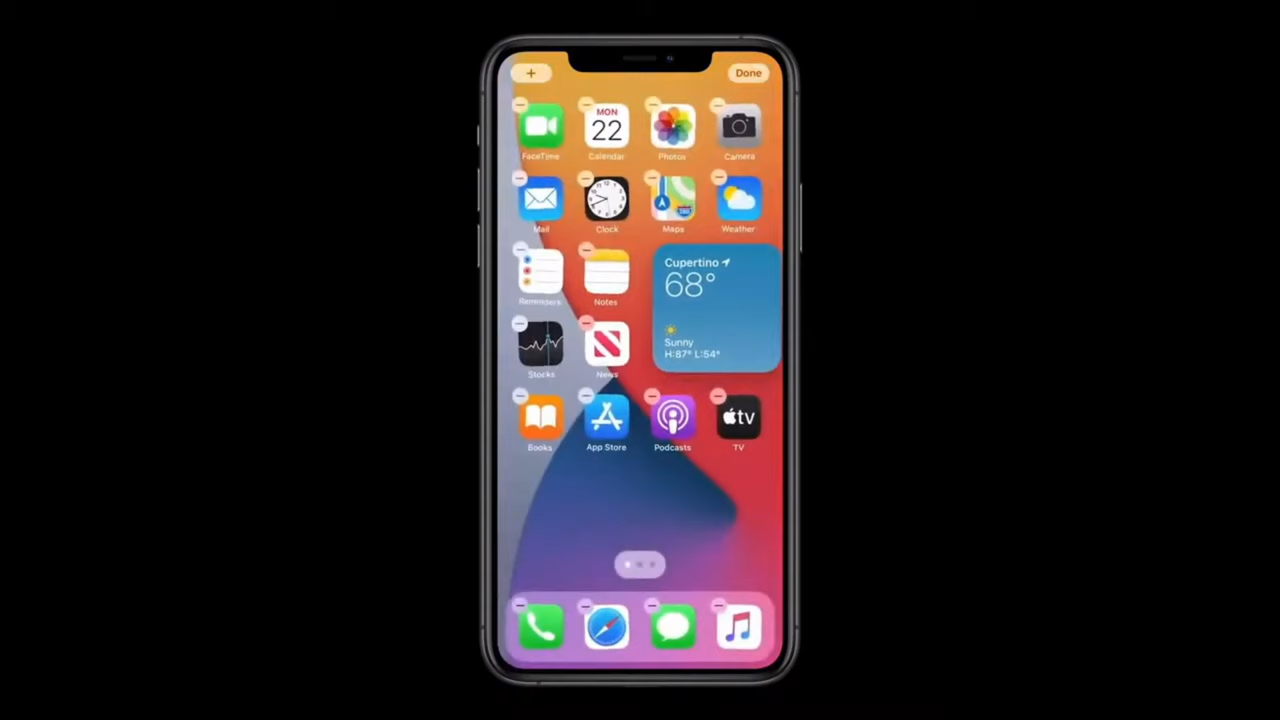 + Done
MON
22
FaceTime Calendar Photos Camera
280
Mail Clock Maps Weather
Cupertino
68°
Reminders Notes
Sunny
H:87° L:54°
Stocks News
tv
Books App Store Podcasts TV